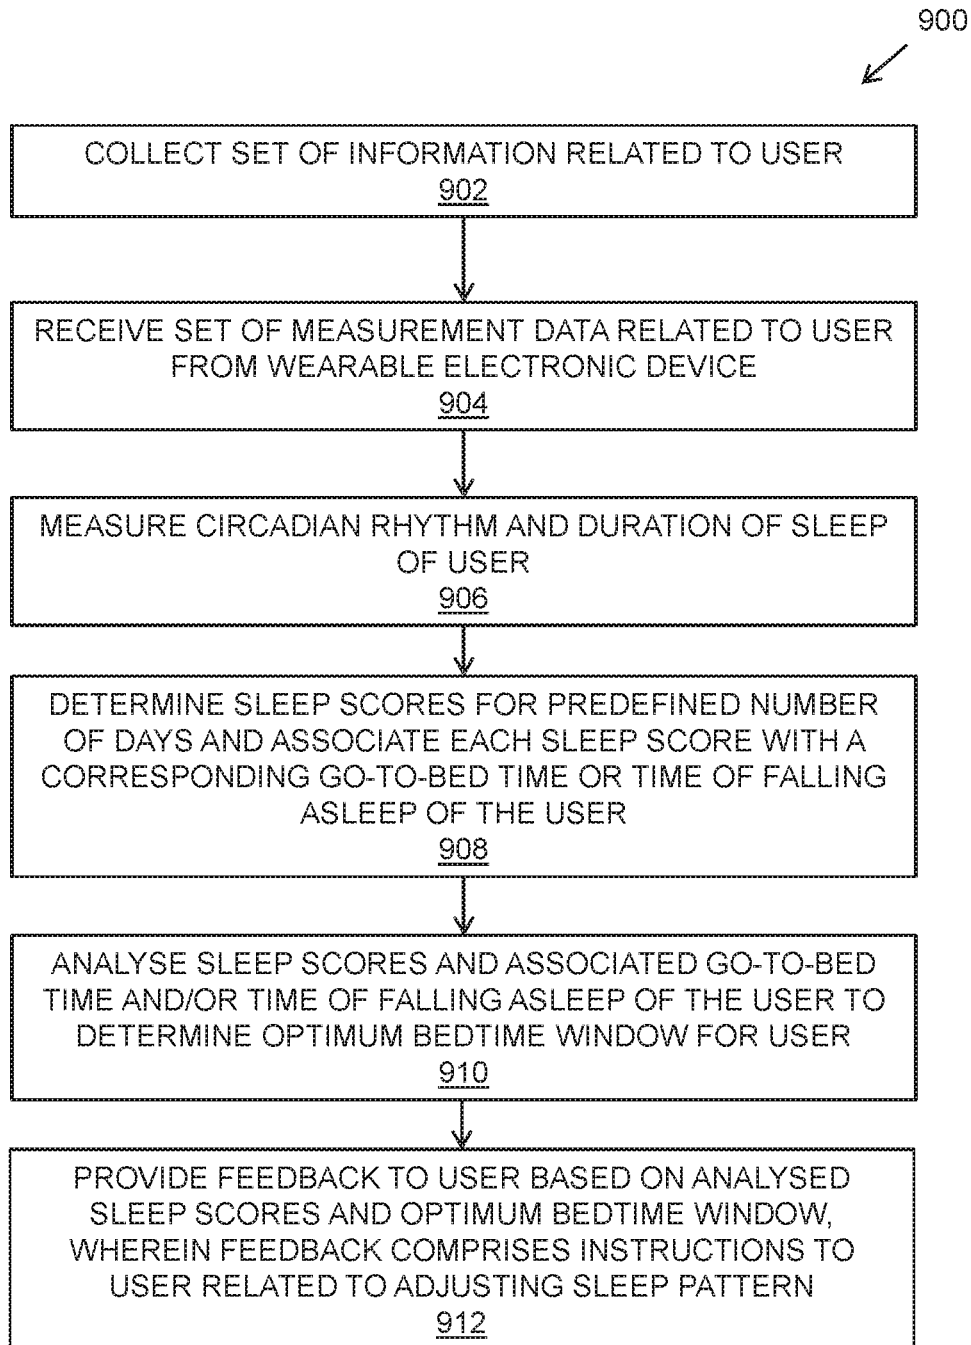 900
COLLECT SET OF INFORMATION RELATED TO USER
902
RECEIVE SET OF MEASUREMENT DATA RELATED TO USER
FROM WEARABLE ELECTRONIC DEVICE
904
MEASURE CIRCADIAN RHYTHM AND DURATION OF SLEEP
OF USER
906
DETERMINE SLEEP SCORES FOR PREDEFINED NUMBER
OF DAYS AND ASSOCIATE EACH SLEEP SCORE WITH A
CORRESPONDING GO-TO-BED TIME OR TIME OF FALLING
ASLEEP OF THE USER
908
ANALYSE SLEEP SCORES AND ASSOCIATED GO-TO-BED
TIME AND/OR TIME OF FALLING ASLEEP OF THE USER TO
DETERMINE OPTIMUM BEDTIME WINDOW FOR USER
910
PROVIDE FEEDBACK TO USER BASED ON ANALYSED
SLEEP SCORES AND OPTIMUM BEDTIME WINDOW,
WHEREIN FEEDBACK COMPRISES INSTRUCTIONS TO
USER RELATED TO ADJUSTING SLEEP PATTERN
912